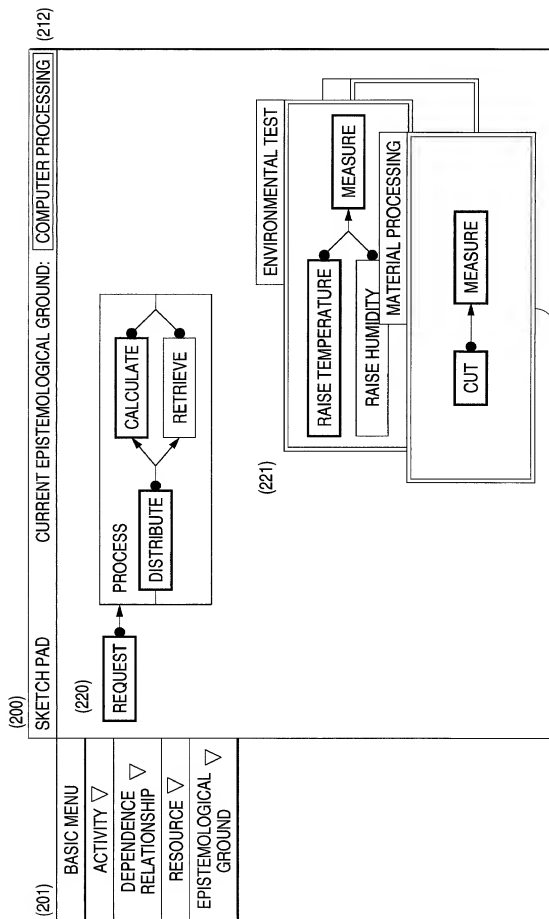 (200)
(201)
(212)
SKETCH PAD
CURRENT EPISTEMOLOGICAL GROUND:
COMPUTER PROCESSING
BASIC MENU
ACTIVITY ▽
DEPENDENCE
RELATIONSHIP ▽
RESOURCE ▽
EPISTEMOLOGICAL ▽
GROUND
(220)
REQUEST
PROCESS
DISTRIBUTE
CALCULATE
RETRIEVE
(221)
ENVIRONMENTAL TEST
RAISE TEMPERATURE
RAISE HUMIDITY
MEASURE
MATERIAL PROCESSING
CUT
MEASURE